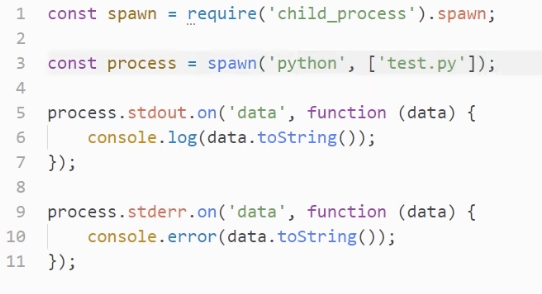 1 const spawn = require('child_process').spawn;
2
3 const process = spawn('python', ['test.py']);
4
5 process.stdout.on('data', function (data) {
6     console.log(data.toString());
7 });
8
9 process.stderr.on('data', function (data) {
10     console.error(data.toString());
11 });